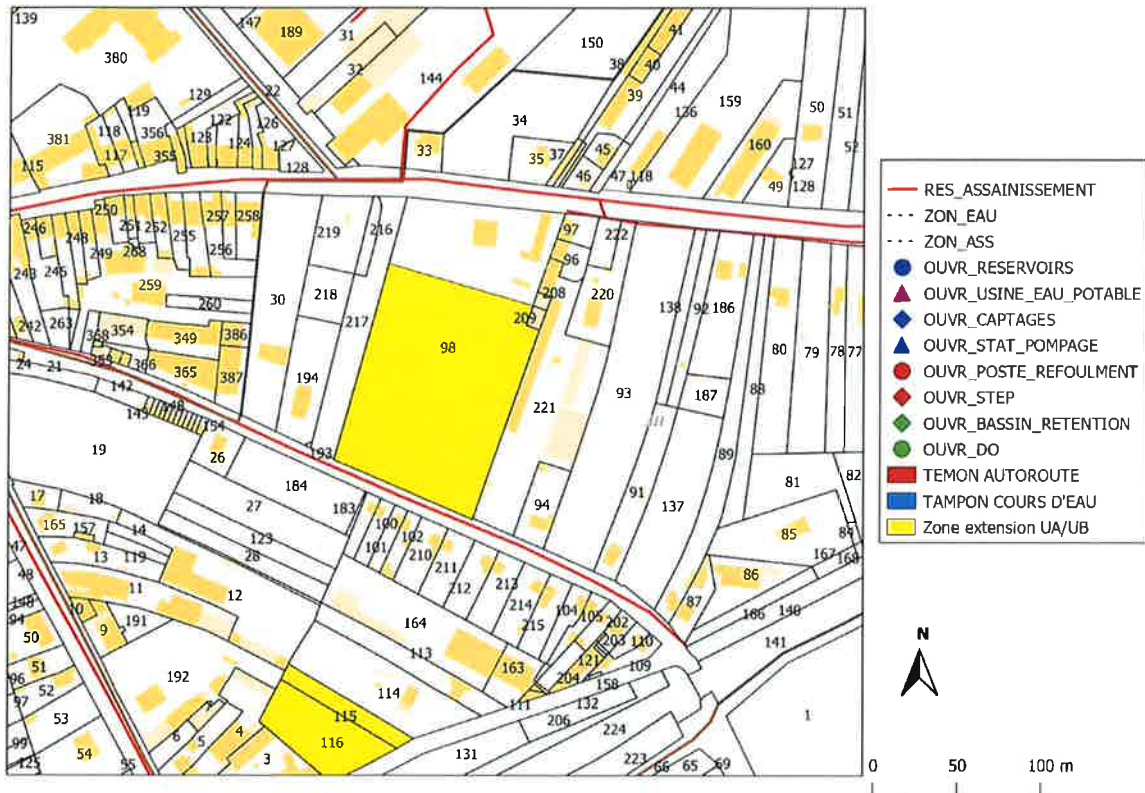 139 147 189 31 150 41
380 32 144 38 40
129 22 39 44 159 50 51
119 122 126 34 136 52
381 118 356 123 124 127 33 35 37 45 160 127
115 117 355 128 46 47 118 49 128
250 257 258 219 216 97 222
246 248 251 252 255 256 96
243 245 249 268 218 208 220 138 92 186
259 260 30 217 209
242 263 354 349 386 98 80 79 78 77
358 353 366 365 387 194 221 93 187 88
24 21 142
145 148 154 193 89
19 26 184 94 91 137 81 82
17 18 27 183 100 102 85 84
165 157 14 123 101 210 211 213 167 168
47 13 119 28 212 214 104 105 86
48 11 12 164 215 202 87 166 140
148 10 191 203 110 141
94 9 113 163 121 109
50 192 114 204 158
51 7 115 111 132
96 52 6 5 4 116 206 224 1
97 53 3 131 223
99 54 66 65 69
125 55
RES_ASSAINISSEMENT
ZON_EAU
ZON_ASS
OUVR_RESERVOIRS
OUVR_USINE_EAU_POTABLE
OUVR_CAPTAGES
OUVR_STAT_POMPAGE
OUVR_POSTE_REFOULMENT
OUVR_STEP
OUVR_BASSIN_RETENTION
OUVR_DO
TEMON AUTOROUTE
TAMPON COURS D'EAU
Zone extension UA/UB
N
0 50 100 m